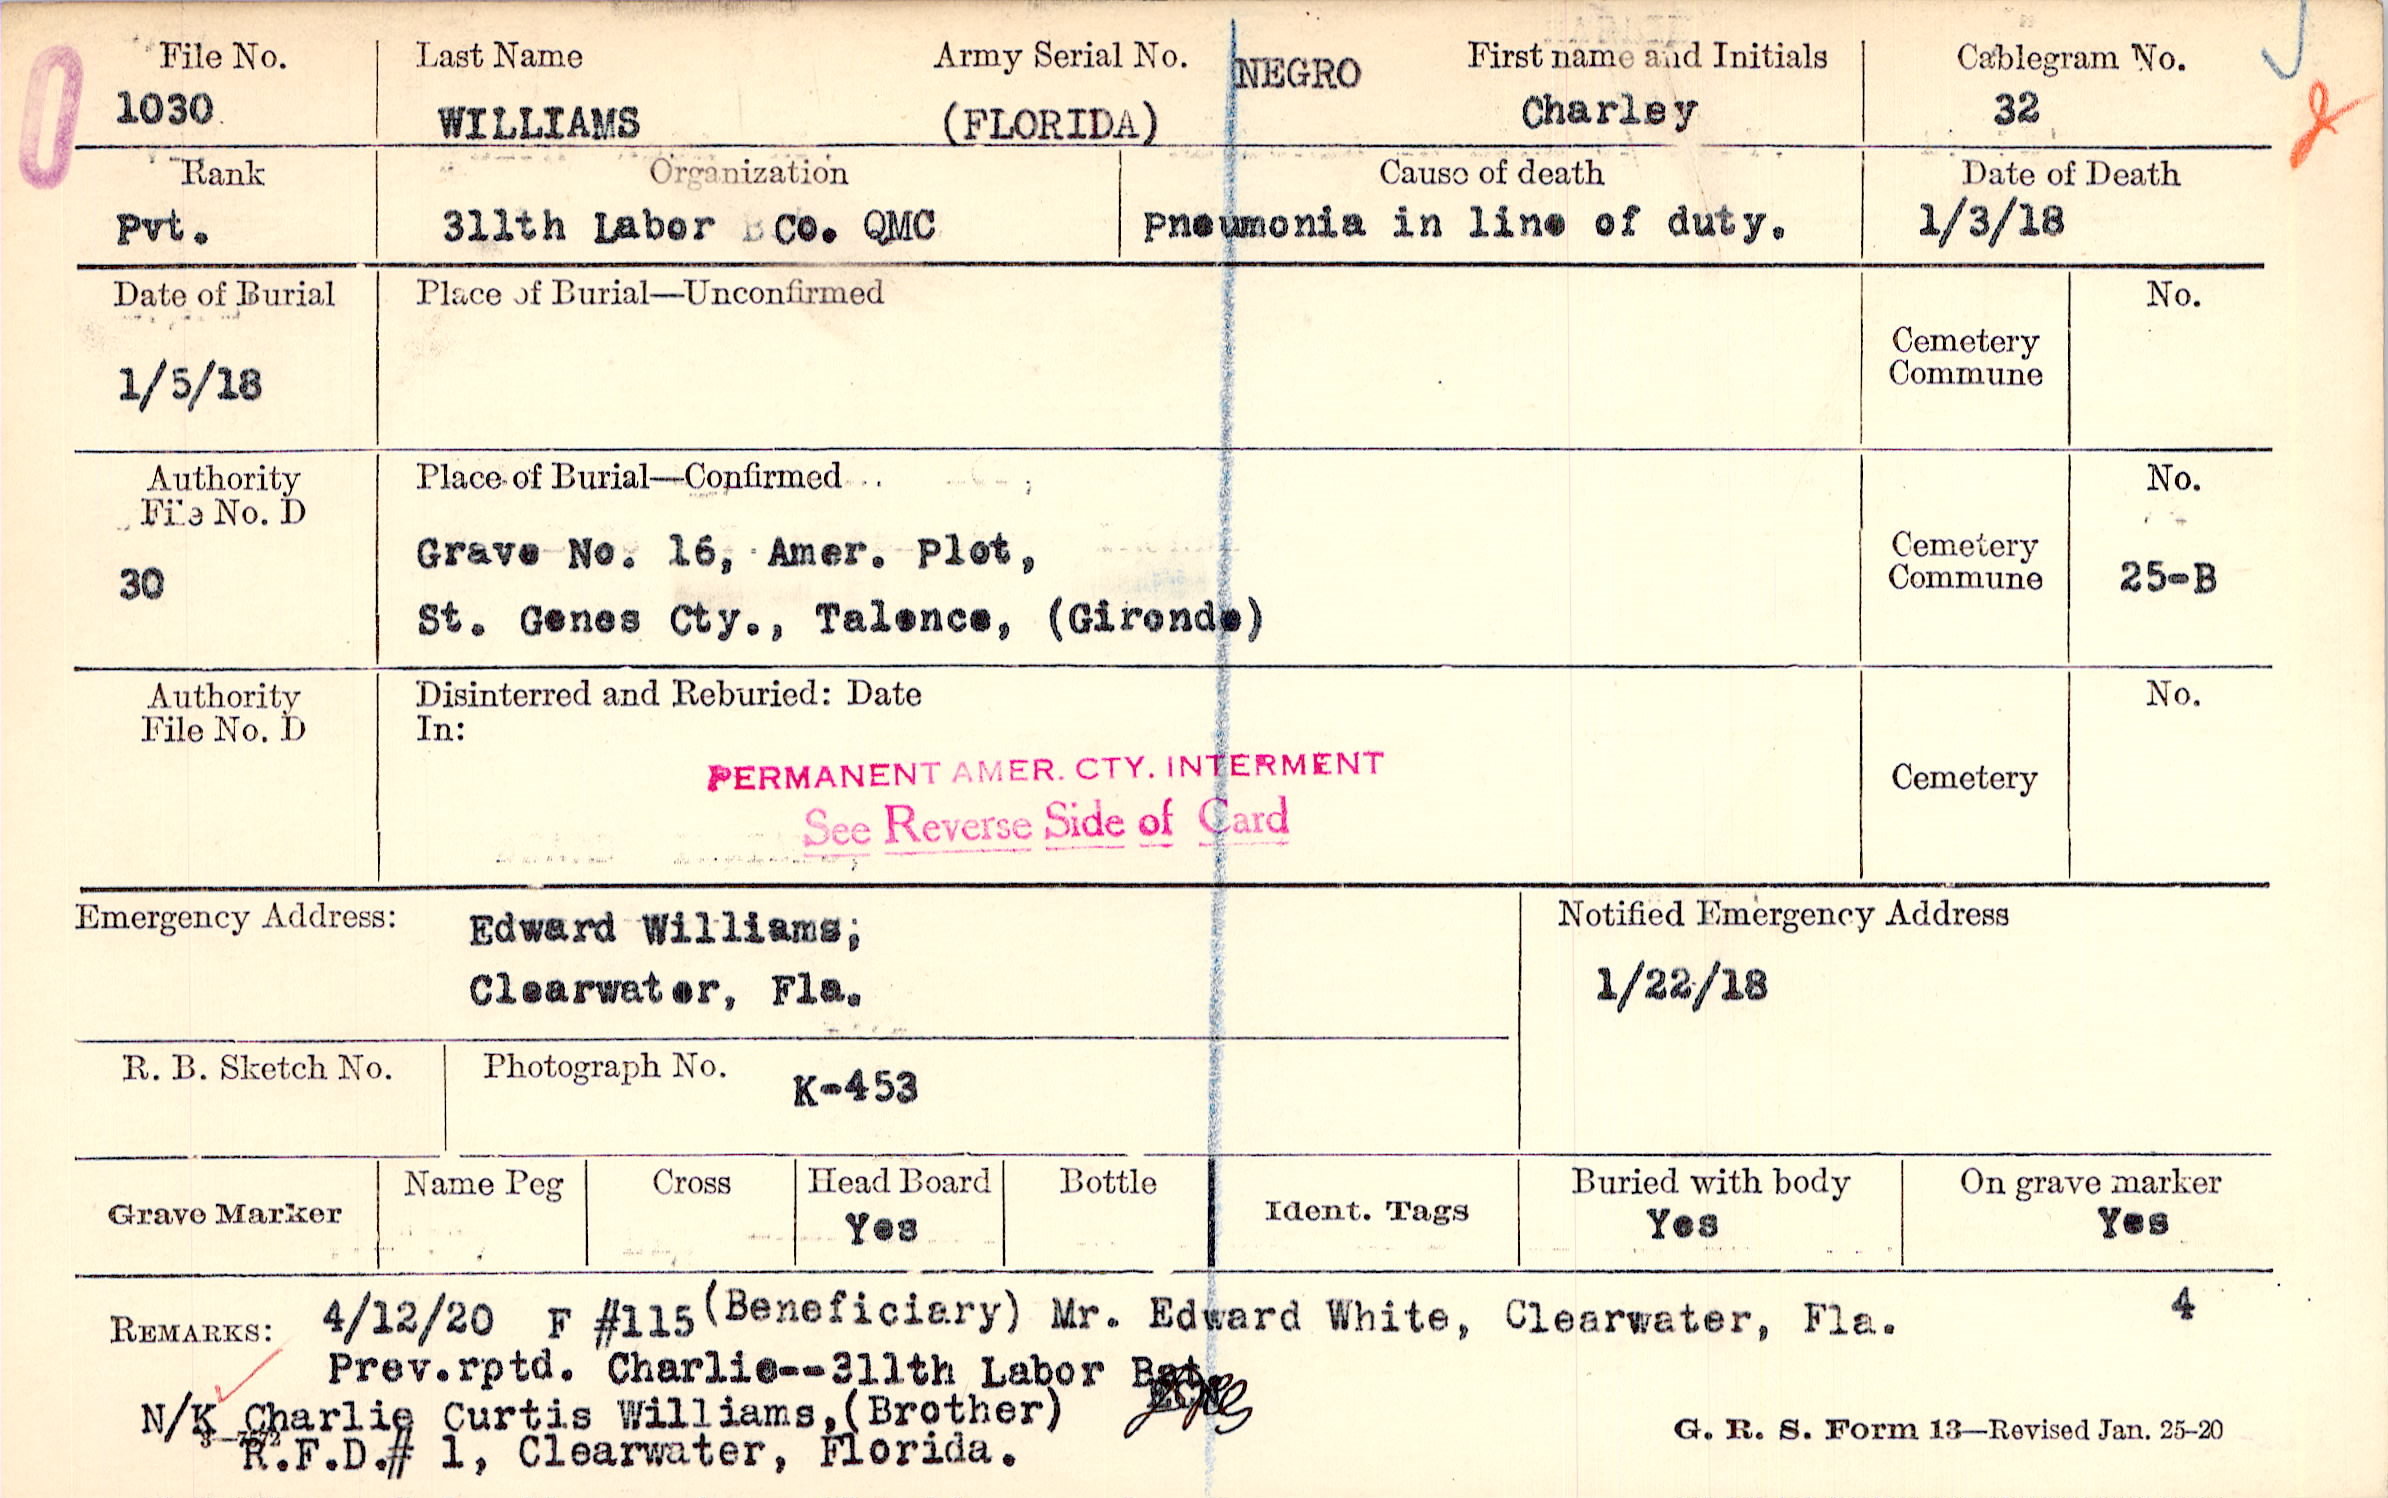 File No. Last Name Army Serial No. NEGRO First name and Initials Cablegram No.
1030 WILLIAMS (FLORIDA) Charley 32
Rank Organization Cause of death Date of Death
Pvt. 311th Labor Co. QMC Pneumonia in line of duty. 1/3/18
Date of Burial Place of Burial—Unconfirmed No.
Cemetery
Commune
1/5/18
Authority Place of Burial—Confirmed No.
File No. D
Grave No. 16, Amer. Plot, Cemetery
30 Commune 25-B
St. Genes Cty., Talence, (Gironde)
Authority Disinterred and Reburied: Date No.
File No. D In:
PERMANENT AMER. CTY. INTERMENT
Cemetery
See Reverse Side of Card
Emergency Address: Edward Williams; Notified Emergency Address
Clearwater, Fla. 1/22/18
R. B. Sketch No. Photograph No. K-453
Grave Marker Name Peg Cross Head Board Bottle Ident. Tags Buried with body On grave marker
Yes Yes Yes
REMARKS: 4/12/20 F #115 (Beneficiary) Mr. Edward White, Clearwater, Fla. 4
Prev.rptd. Charlie--311th Labor Bat.
N/K Charlie Curtis Williams,(Brother)
R.F.D.# 1, Clearwater, Florida.
G. R. S. Form 13—Revised Jan. 25-20